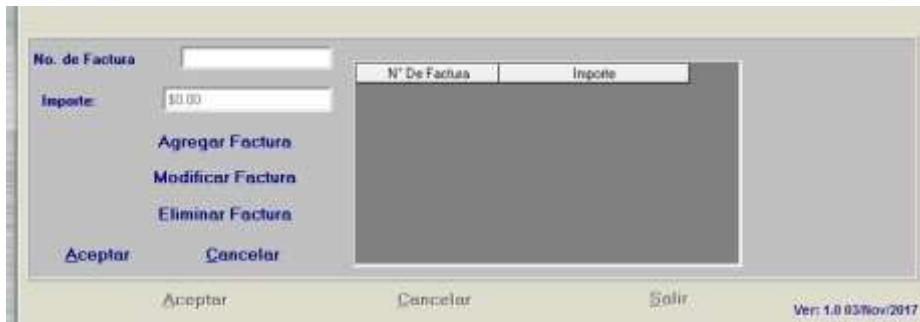 No. de Factura
N° De Factura Importe
Importe: $0.00
Agregar Factura
Modificar Factura
Eliminar Factura
Aceptar Cancelar
Aceptar Cancelar Salir
Ver: 1.0 03/Nov/2017